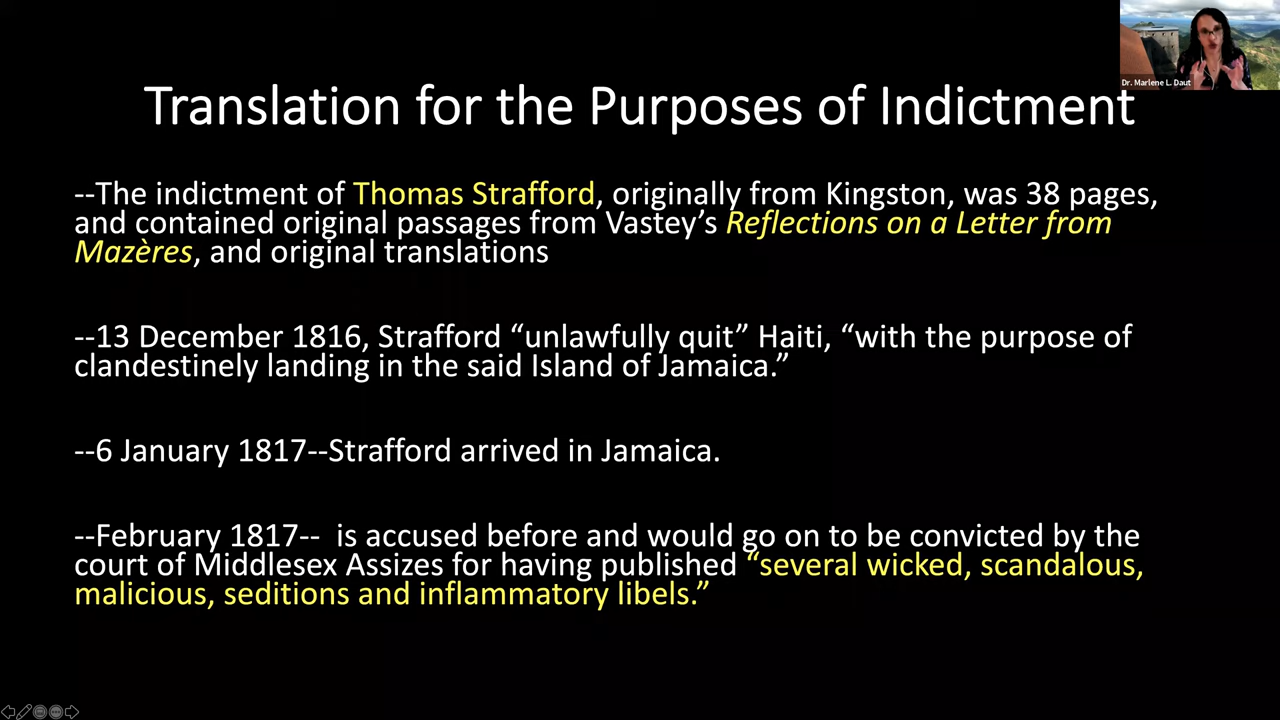 Dr. Marlene L. Daut
Translation for the Purposes of Indictment
--The indictment of Thomas Strafford, originally from Kingston, was 38 pages,
and contained original passages from Vastey’s Reflections on a Letter from
Mazères, and original translations
--13 December 1816, Strafford “unlawfully quit” Haiti, “with the purpose of
clandestinely landing in the said Island of Jamaica.”
--6 January 1817--Strafford arrived in Jamaica.
--February 1817-- is accused before and would go on to be convicted by the
court of Middlesex Assizes for having published “several wicked, scandalous,
malicious, seditions and inflammatory libels.”